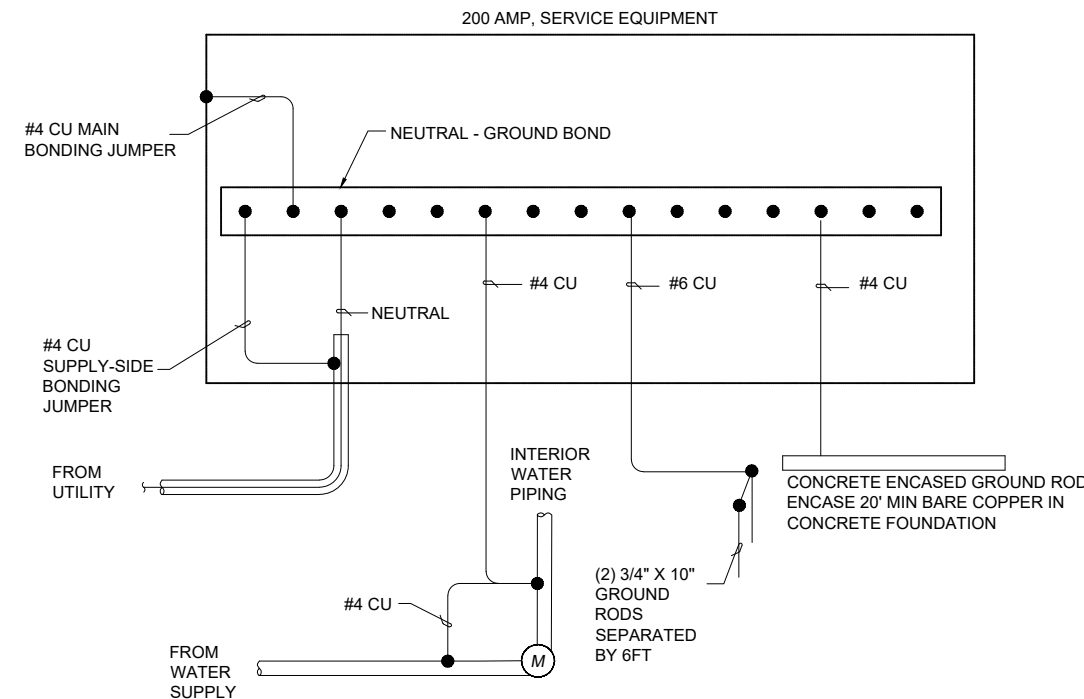 200 AMP, SERVICE EQUIPMENT
#4 CU MAIN
BONDING JUMPER
NEUTRAL - GROUND BOND
#4 CU
#6 CU
#4 CU
NEUTRAL
#4 CU
SUPPLY-SIDE
BONDING
JUMPER
FROM
UTILITY
INTERIOR
WATER
PIPING
CONCRETE ENCASED GROUND ROD
ENCASE 20' MIN BARE COPPER IN
CONCRETE FOUNDATION
(2) 3/4" X 10"
GROUND
RODS
SEPARATED
BY 6FT
#4 CU
M
FROM
WATER
SUPPLY